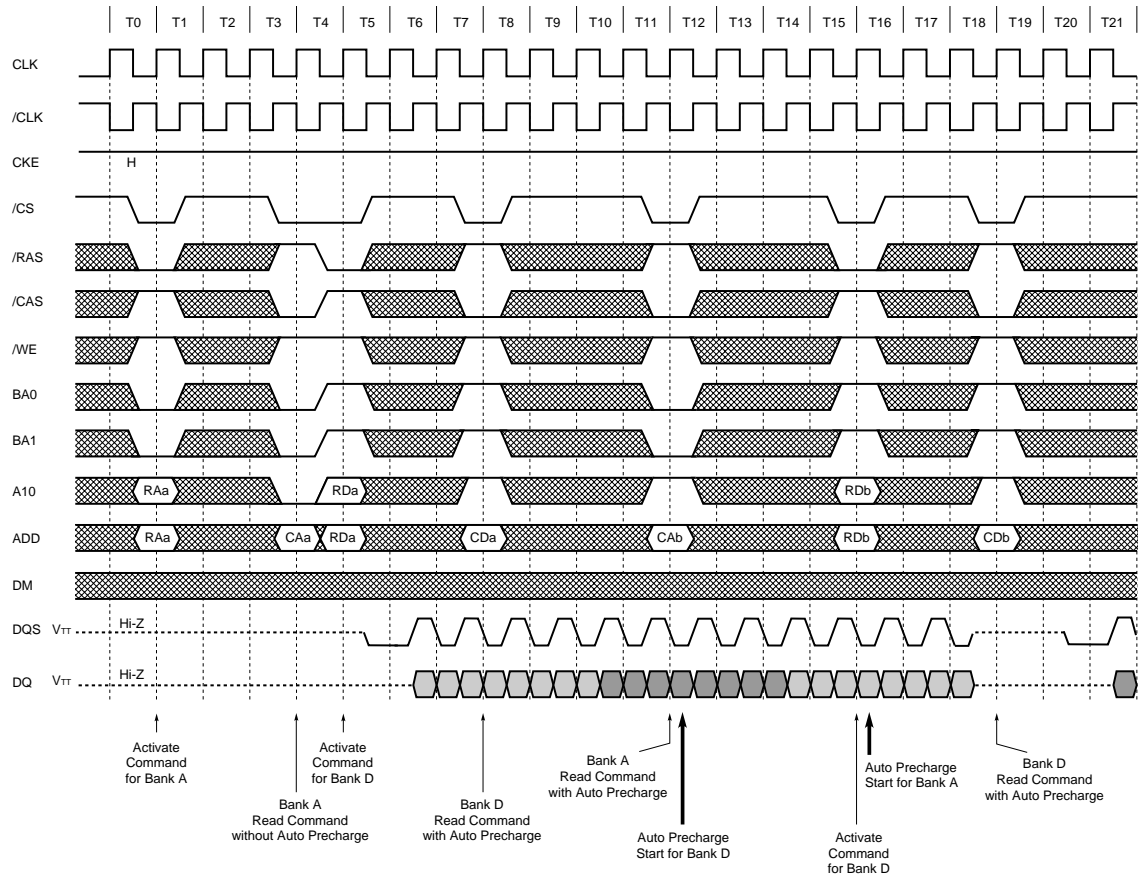 T0 T1 T2 T3 T4 T5 T6 T7 T8 T9 T10 T11 T12 T13 T14 T15 T16 T17 T18 T19 T20 T21
CLK
/CLK
CKE H
/CS
/RAS
/CAS
/WE
BA0
BA1
A10 RAa RDa RDb
ADD RAa CAa RDa CDa CAb RDb CDb
DM
DQS VTT Hi-Z
DQ VTT Hi-Z
Activate
Command
for Bank A
Bank A
Read Command
without Auto Precharge
Activate
Command
for Bank D
Bank D
Read Command
with Auto Precharge
Bank A
Read Command
with Auto Precharge
Auto Precharge
Start for Bank D
Activate
Command
for Bank D
Auto Precharge
Start for Bank A
Bank D
Read Command
with Auto Precharge